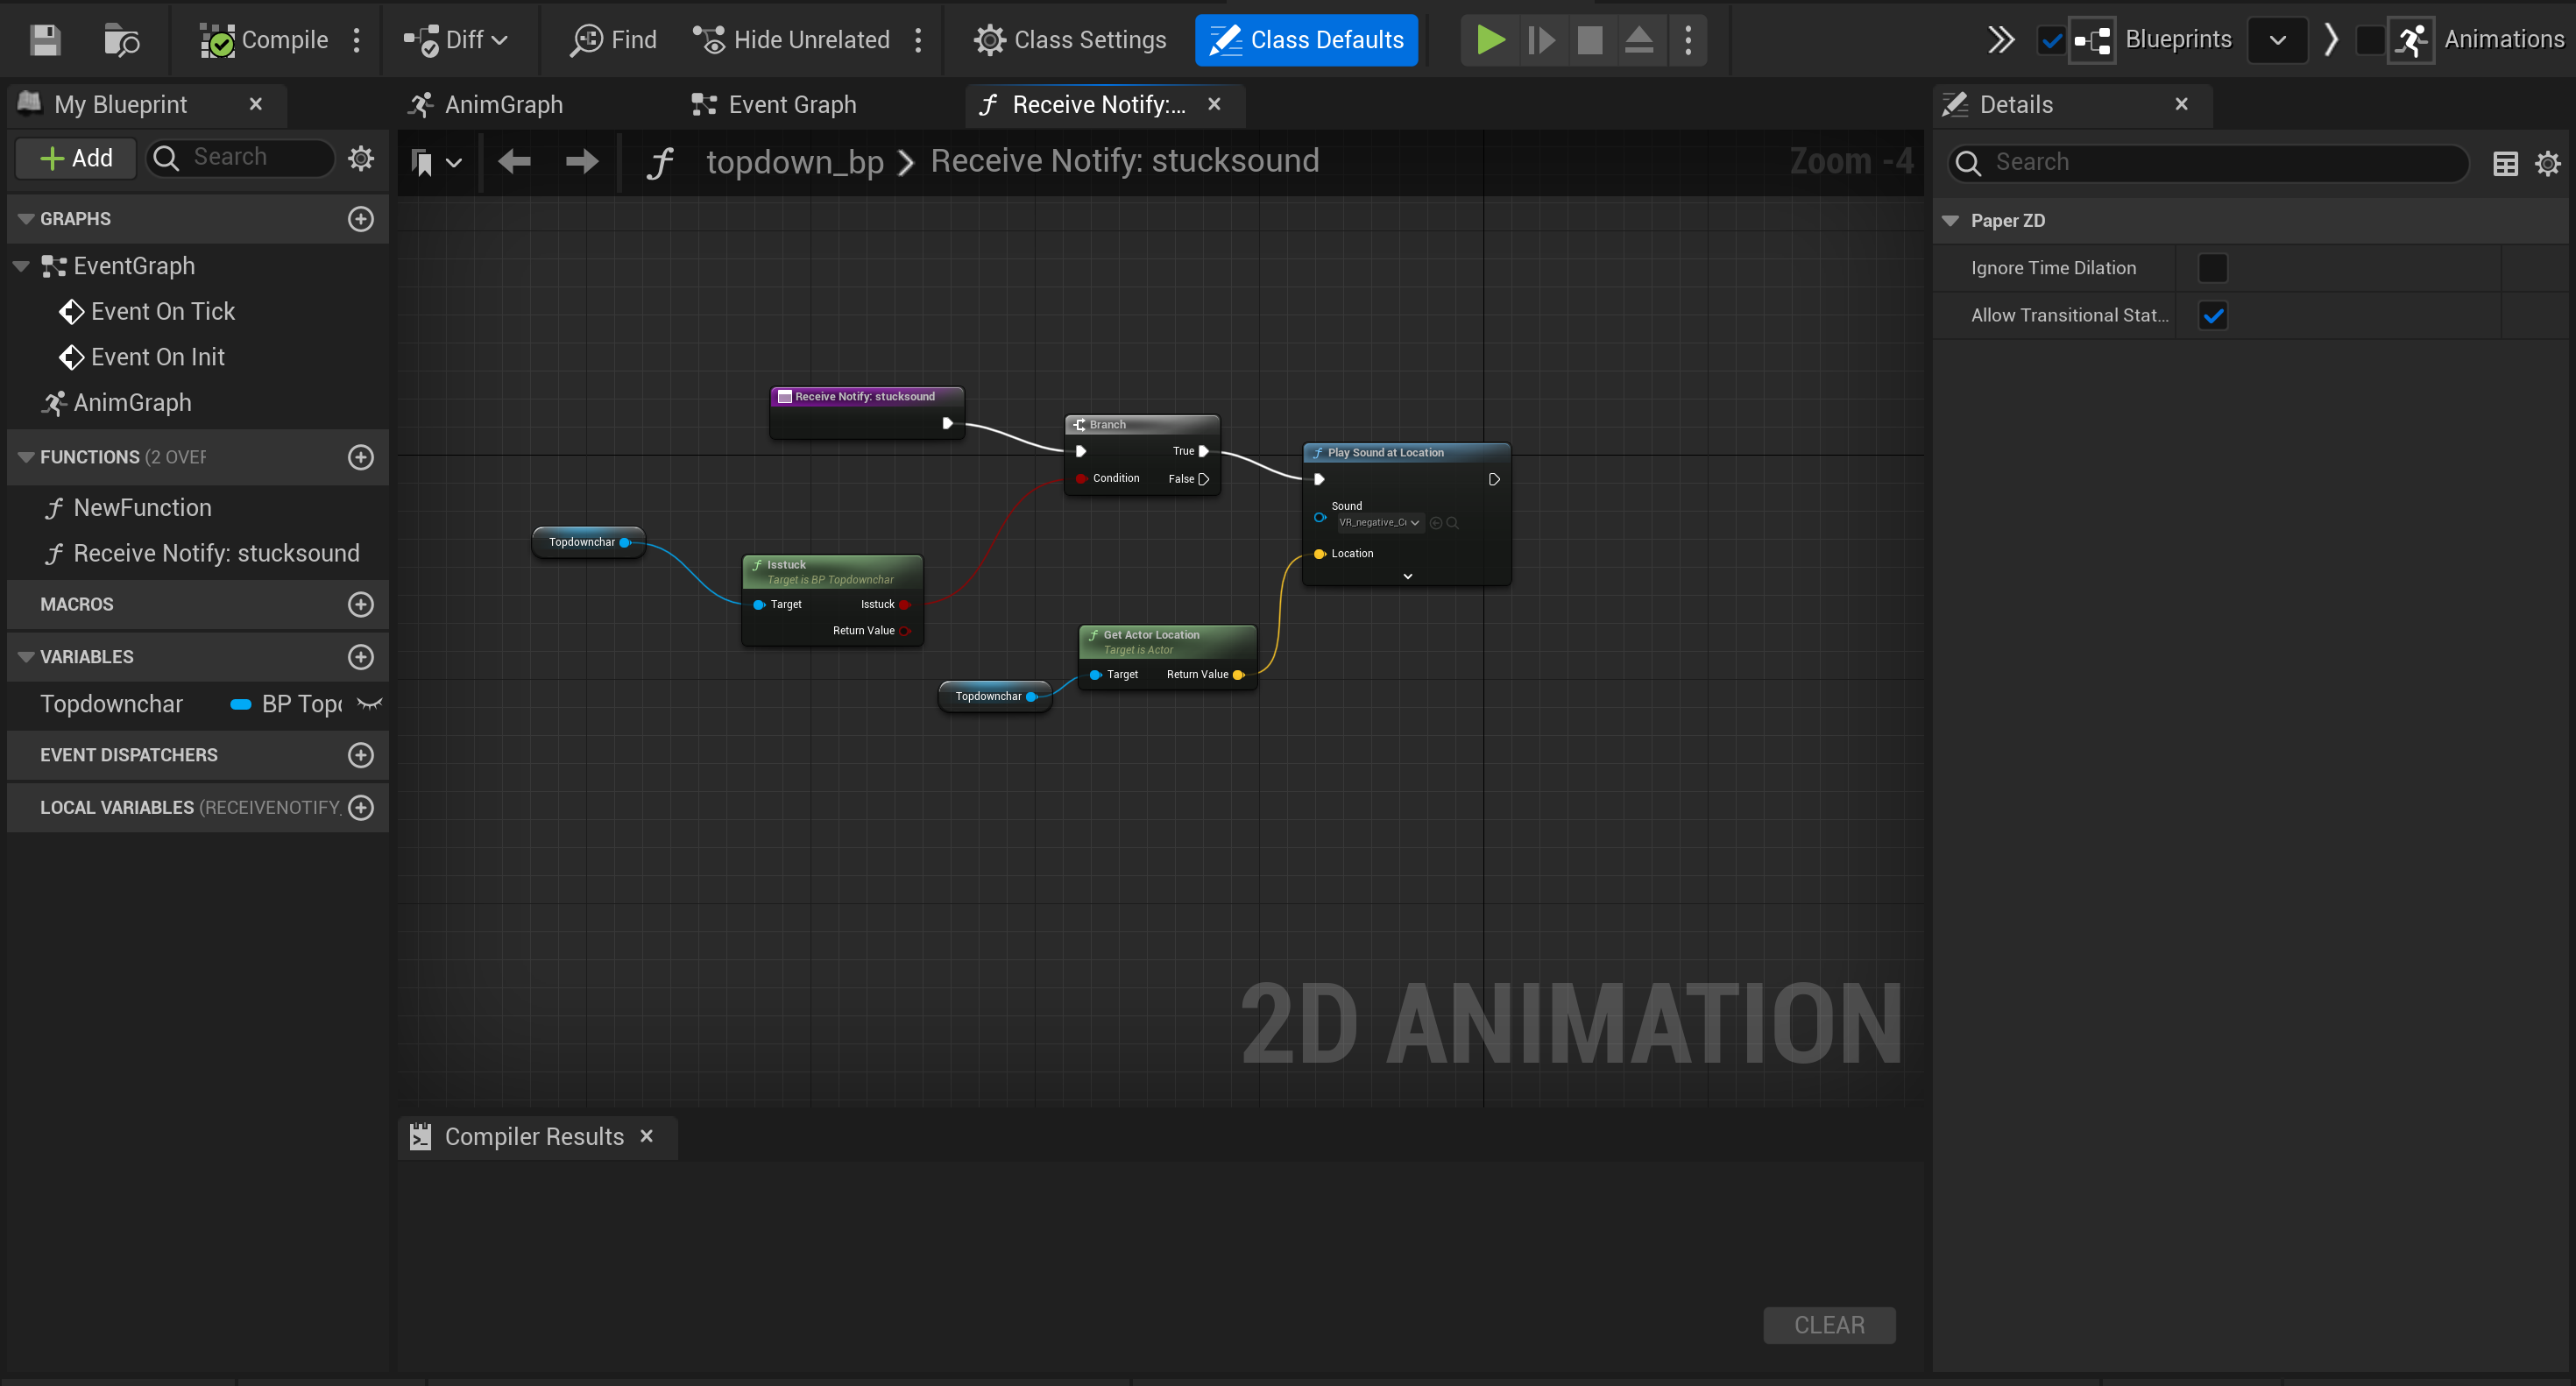 Compile
Diff
Find
Hide Unrelated
Class Settings
Class Defaults
Blueprints
Animations
My Blueprint
AnimGraph
Event Graph
Receive Notify:...
Details
Add
Search
topdown_bp
Receive Notify: stucksound
Zoom -4
Search
GRAPHS
EventGraph
Event On Tick
Event On Init
AnimGraph
FUNCTIONS (2 OVER
NewFunction
Receive Notify: stucksound
MACROS
VARIABLES
Topdownchar BP Topd
EVENT DISPATCHERS
LOCAL VARIABLES (RECEIVENOTIFY_
Receive Notify: stucksound
Branch
True
Condition False
Play Sound at Location
Sound
VR_negative_C
Location
Topdownchar
Isstuck
Target is BP Topdownchar
Target Isstuck
Return Value
Get Actor Location
Target is Actor
Target Return Value
Topdownchar
2D ANIMATION
Paper ZD
Ignore Time Dilation
Allow Transitional Stat...
Compiler Results
CLEAR